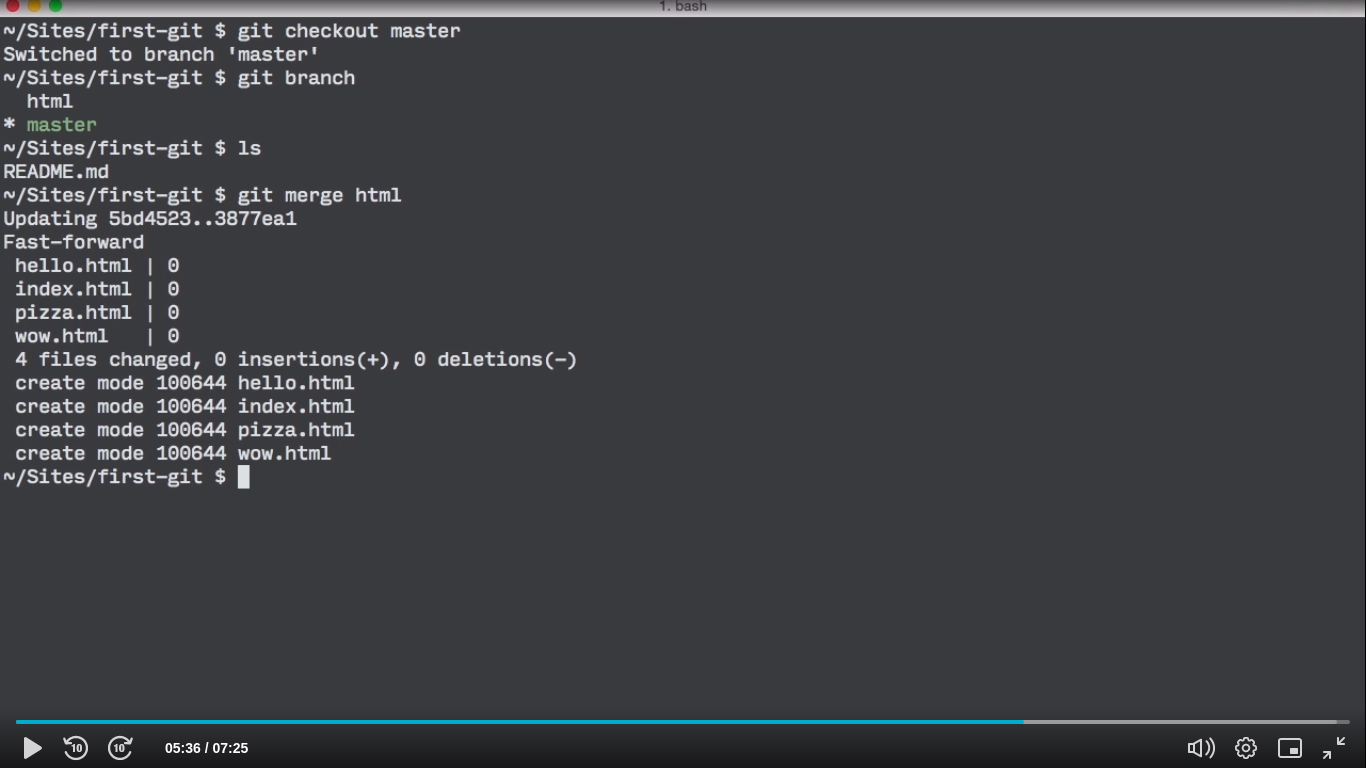 1. bash
~/Sites/first-git $ git checkout master
Switched to branch 'master'
~/Sites/first-git $ git branch
  html
* master
~/Sites/first-git $ ls
README.md
~/Sites/first-git $ git merge html
Updating 5bd4523..3877ea1
Fast-forward
 hello.html | 0
 index.html | 0
 pizza.html | 0
 wow.html   | 0
 4 files changed, 0 insertions(+), 0 deletions(-)
 create mode 100644 hello.html
 create mode 100644 index.html
 create mode 100644 pizza.html
 create mode 100644 wow.html
~/Sites/first-git $
10 10 05:36 / 07:25